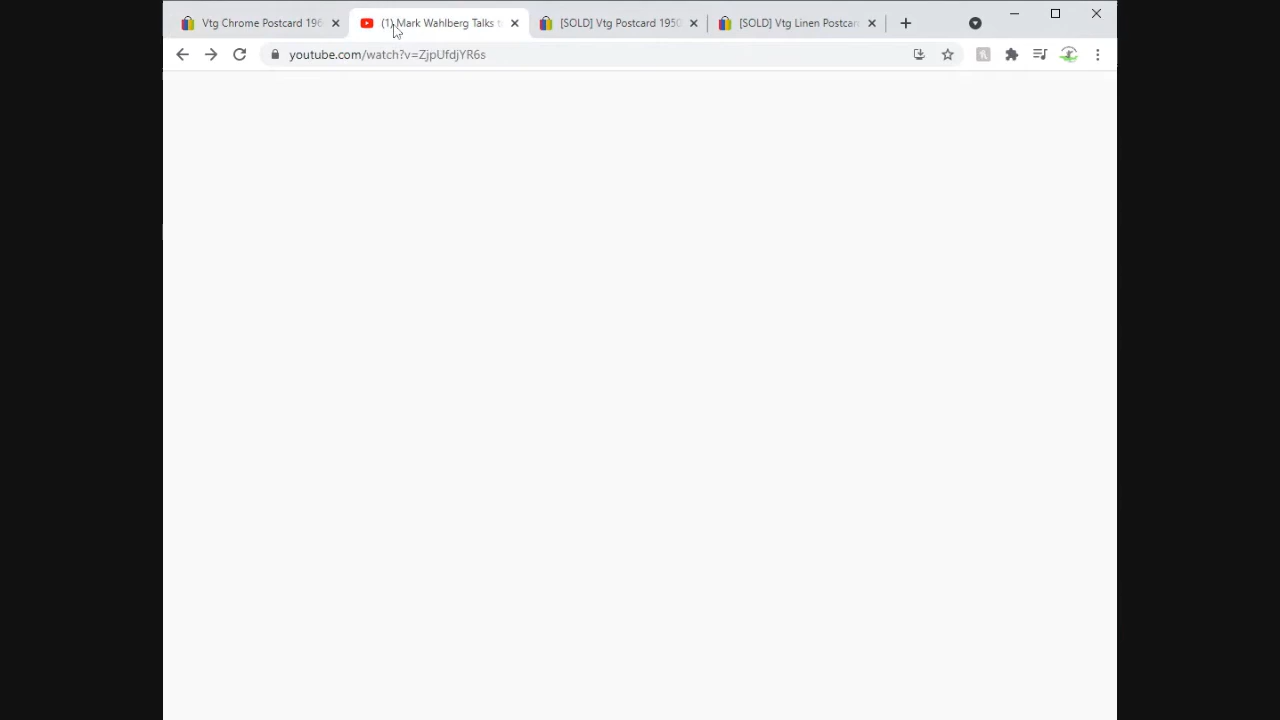 Vtg Chrome Postcard 196
(1) Mark Wahlberg Talks t
[SOLD] Vtg Postcard 1950
[SOLD] Vtg Linen Postcar
youtube.com/watch?v=ZjpUfdjYR6s